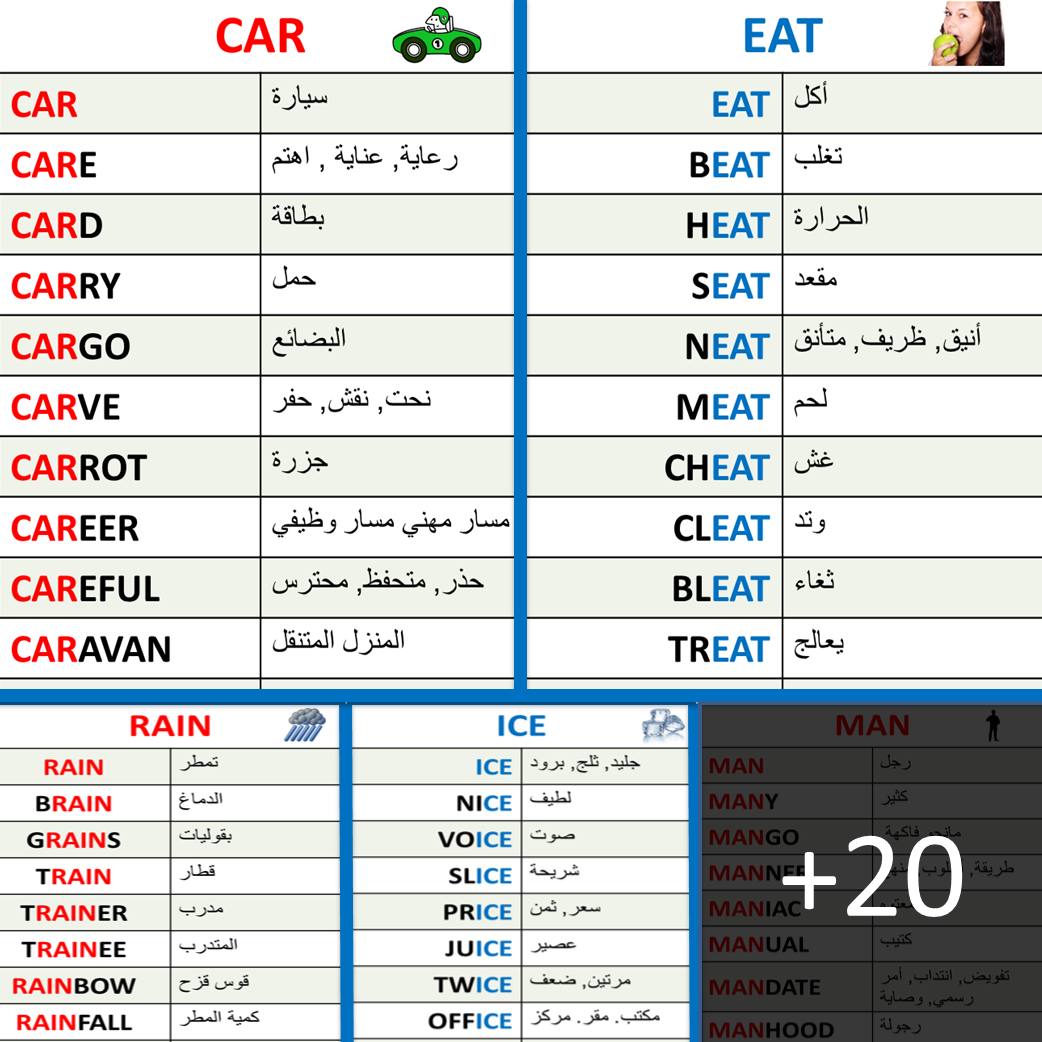 CAR
CAR سيارة
CARE رعاية, عناية , اهتم
CARD بطاقة
CARRY حمل
CARGO البضائع
CARVE نحت, نقش, حفر
CARROT جزرة
CAREER مسار مهني مسار وظيفي
CAREFUL حذر, متحفظ, محترس
CARAVAN المنزل المتنقل
EAT
EAT أكل
BEAT تغلب
HEAT الحرارة
SEAT مقعد
NEAT أنيق, ظريف, متأنق
MEAT لحم
CHEAT غش
CLEAT وتد
BLEAT ثغاء
TREAT يعالج
RAIN
RAIN تمطر
BRAIN الدماغ
GRAINS بقوليات
TRAIN قطار
TRAINER مدرب
TRAINEE المتدرب
RAINBOW قوس قزح
RAINFALL كمية المطر
ICE
ICE جليد, ثلج, برود
NICE لطيف
VOICE صوت
SLICE شريحة
PRICE سعر, ثمن
JUICE عصير
TWICE مرتين, ضعف
OFFICE مكتب. مقر. مركز
MAN
MAN رجل
MANY كثير
MANGO مانجو فاكهة
طريقة,
MANIAC
MANUAL كتيب
MANDATE تفويض, انتداب, أمر
رسمي, وصاية
MANHOOD رجولة
+20
1